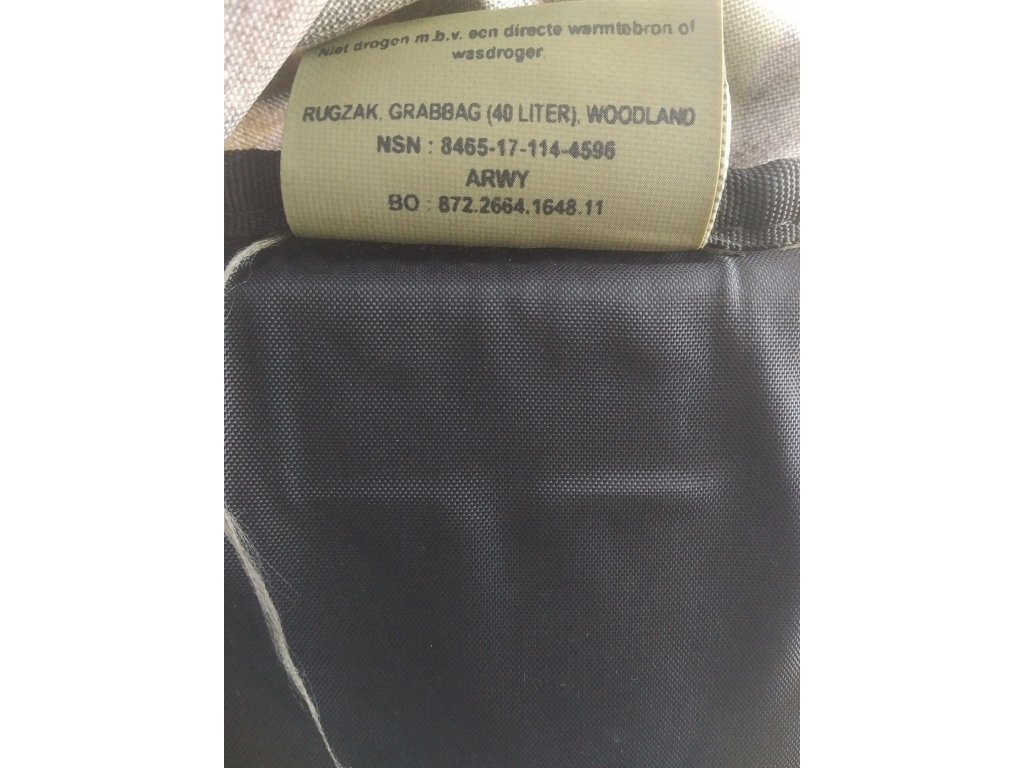 Niet drogen m.b.v. een directe warmtebron of
wasdroger.
RUGZAK, GRABBAG (40 LITER), WOODLAND
NSN : 8465-17-114-4596
ARWY
BO : 872.2664.1648.11